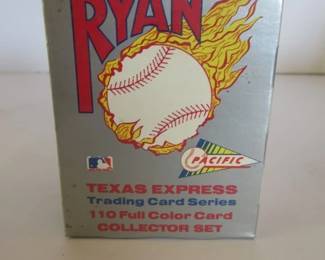 RYAN
PACIFIC
TEXAS EXPRESS
Trading Card Series
110 Full Color Card
COLLECTOR SET